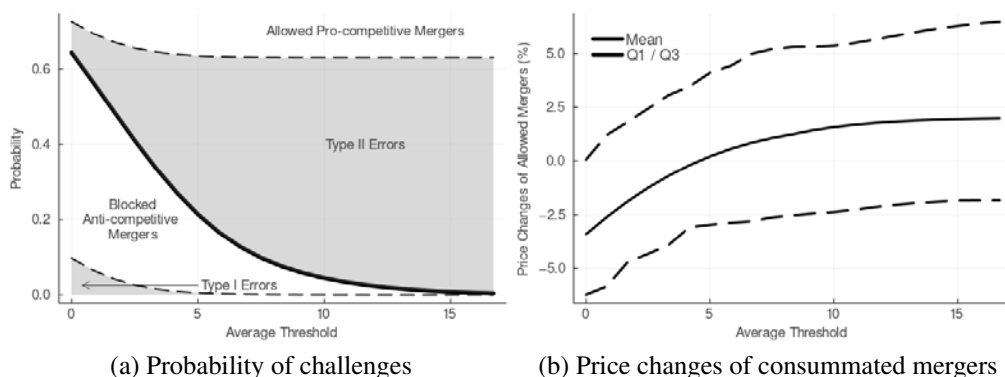 Allowed Pro-competitive Mergers
Type II Errors
Blocked
Anti-competitive
Mergers
Type I Errors
Probability
0.6
0.4
0.2
0.0
0
5
10
15
Average Threshold
(a) Probability of challenges
Mean
Q1 / Q3
Price Changes of Allowed Mergers (%)
5.0
2.5
0.0
−2.5
−5.0
0
5
10
15
Average Threshold
(b) Price changes of consummated mergers